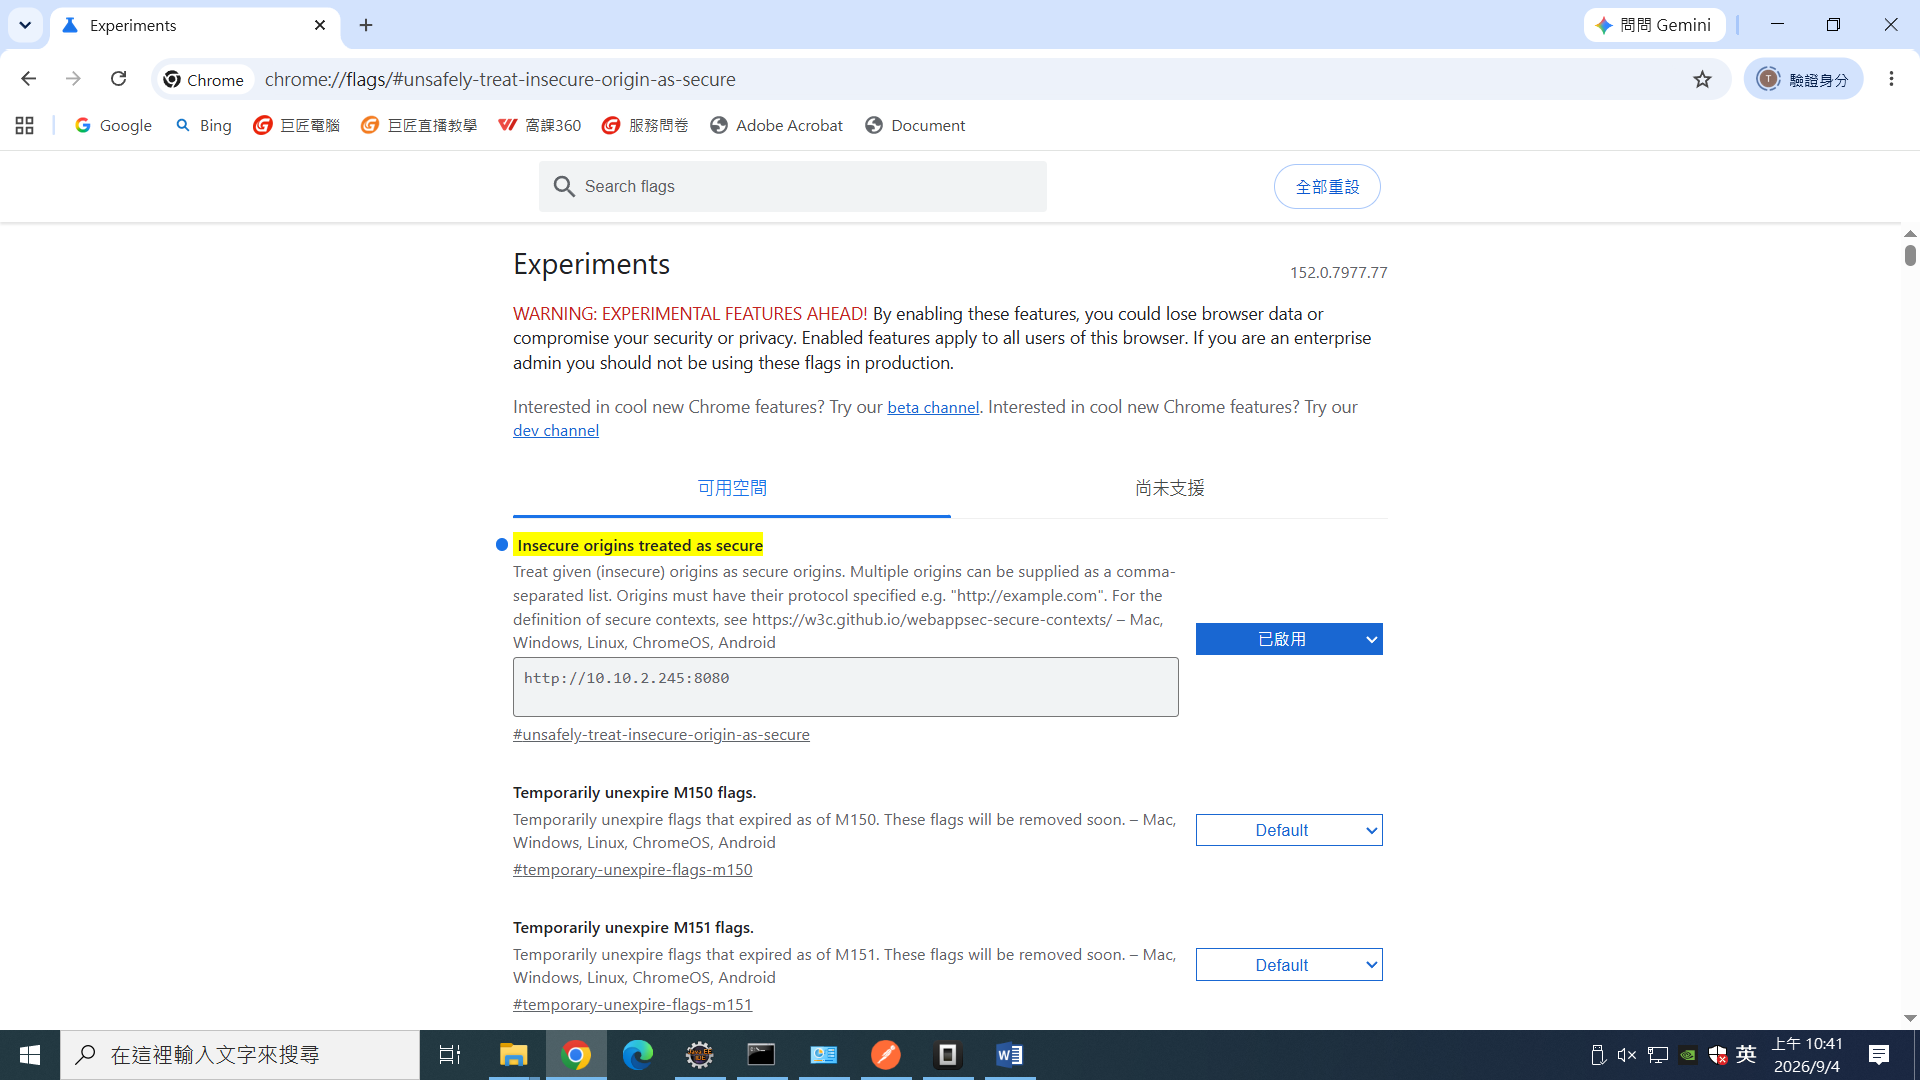 Experiments
問問 Gemini
Chrome
chrome://flags/#unsafely-treat-insecure-origin-as-secure
T
驗證身分
Google
Bing
巨匠電腦
巨匠直播教學
窩課360
服務問卷
Adobe Acrobat
Document
Search flags
全部重設
Experiments
152.0.7977.77
WARNING: EXPERIMENTAL FEATURES AHEAD! By enabling these features, you could lose browser data or
compromise your security or privacy. Enabled features apply to all users of this browser. If you are an enterprise
admin you should not be using these flags in production.
Interested in cool new Chrome features? Try our beta channel. Interested in cool new Chrome features? Try our
dev channel
可用空間
尚未支援
Insecure origins treated as secure
Treat given (insecure) origins as secure origins. Multiple origins can be supplied as a comma-
separated list. Origins must have their protocol specified e.g. "http://example.com". For the
definition of secure contexts, see https://w3c.github.io/webappsec-secure-contexts/ – Mac,
Windows, Linux, ChromeOS, Android
已啟用
http://10.10.2.245:8080
#unsafely-treat-insecure-origin-as-secure
Temporarily unexpire M150 flags.
Temporarily unexpire flags that expired as of M150. These flags will be removed soon. – Mac,
Windows, Linux, ChromeOS, Android
Default
#temporary-unexpire-flags-m150
Temporarily unexpire M151 flags.
Temporarily unexpire flags that expired as of M151. These flags will be removed soon. – Mac,
Windows, Linux, ChromeOS, Android
Default
#temporary-unexpire-flags-m151
在這裡輸入文字來搜尋
英
上午 10:41
2026/9/4